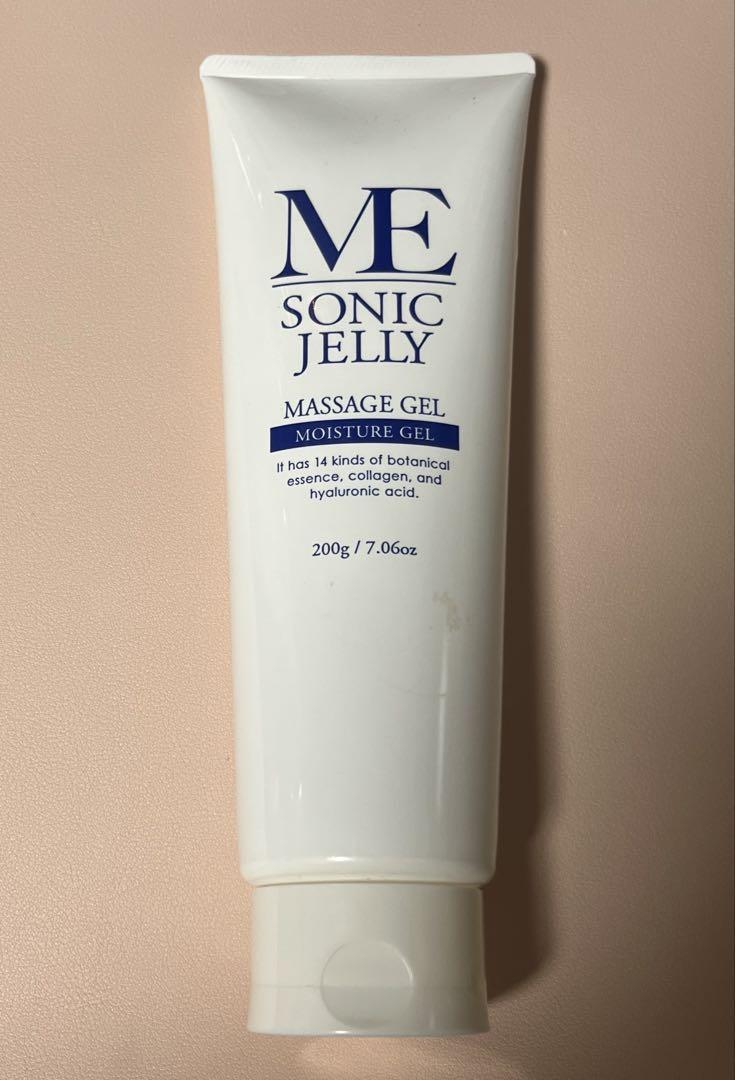 ME
SONIC
JELLY
MASSAGE GEL
MOISTURE GEL
It has 14 kinds of botanical
essence, collagen, and
hyaluronic acid.
200g / 7.06oz